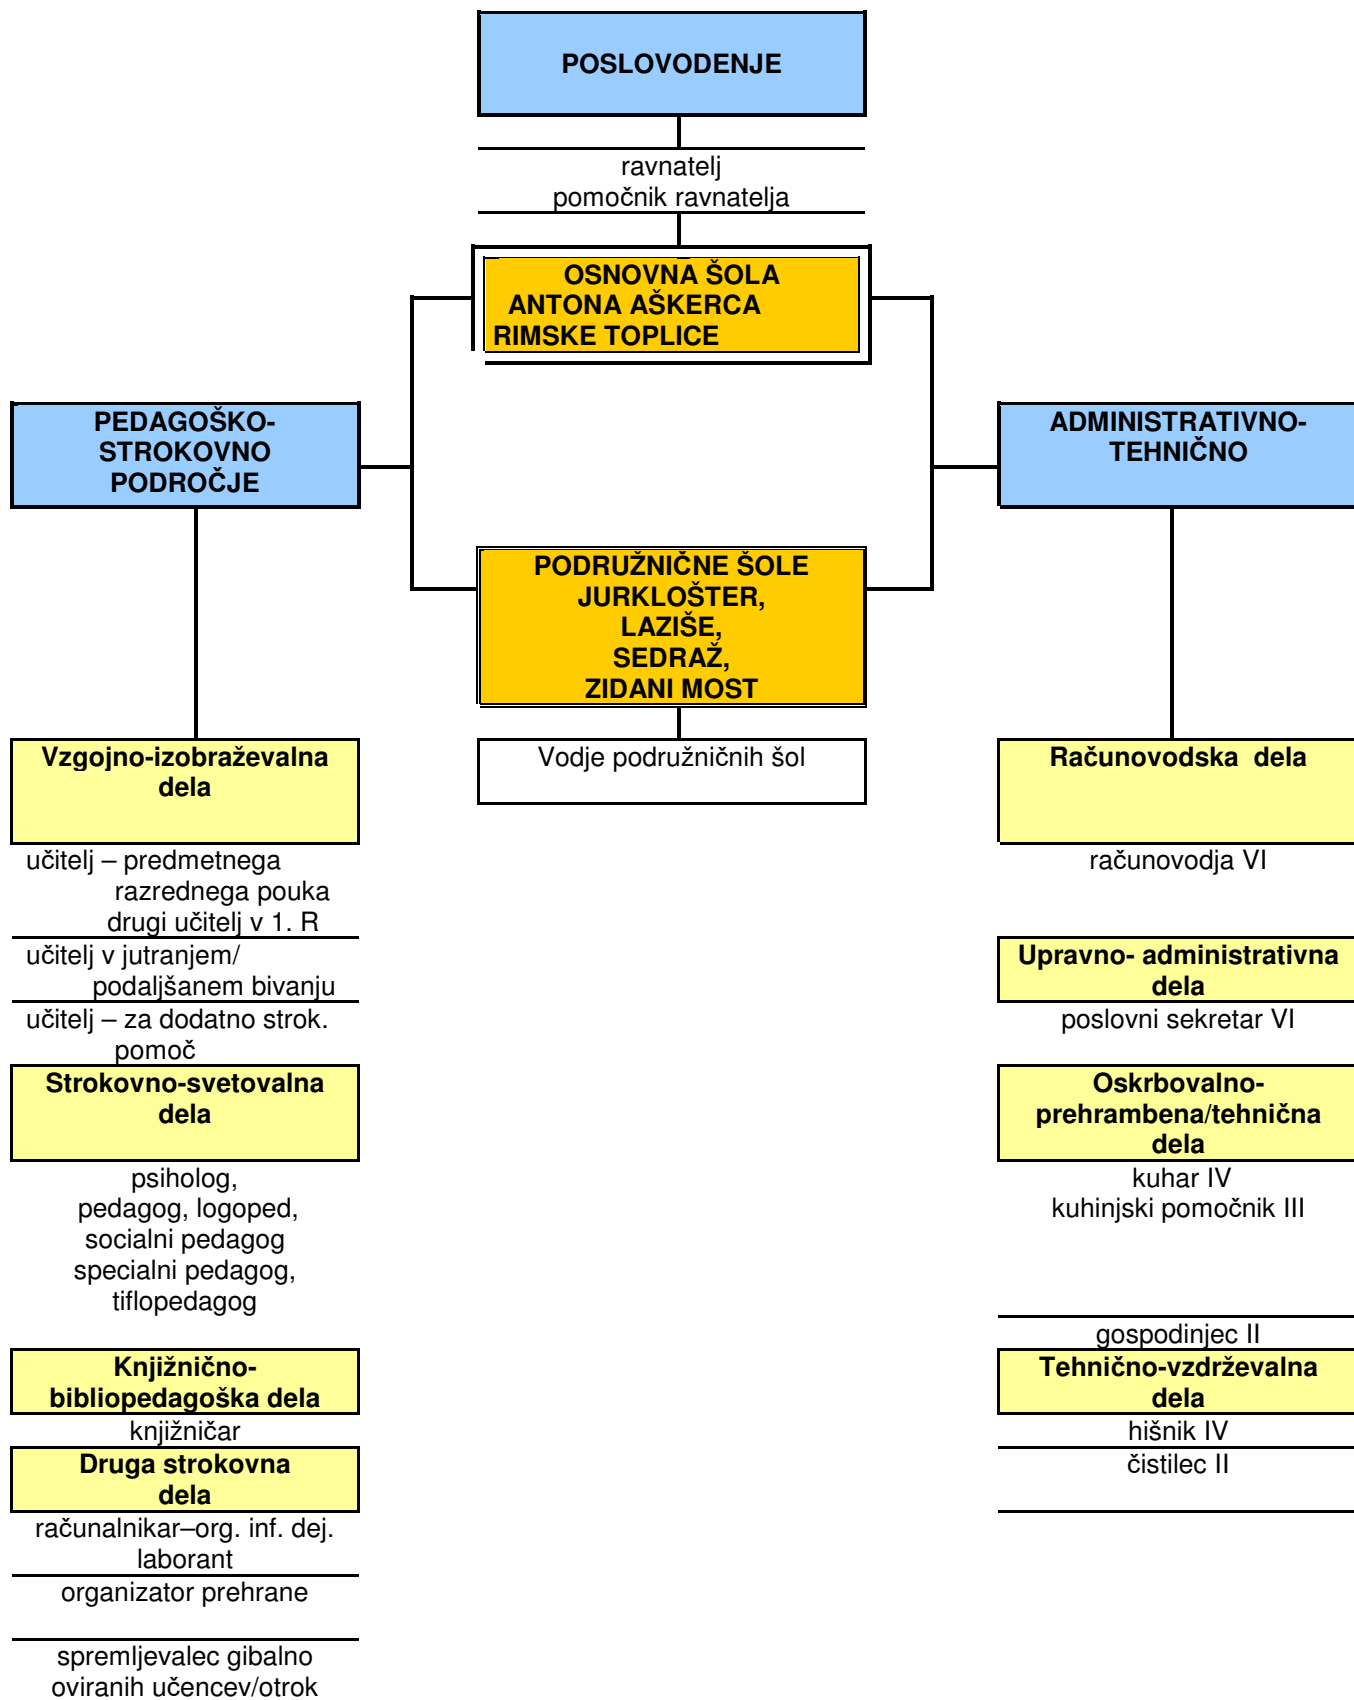 POSLOVODENJE
ravnatelj
pomočnik ravnatelja
OSNOVNA ŠOLA
ANTONA AŠKERCA
RIMSKE TOPLICE
PEDAGOŠKO-
STROKOVNO
PODROČJE
ADMINISTRATIVNO-
TEHNIČNO
PODRUŽNIČNE ŠOLE
JURKLOŠTER,
LAZIŠE,
SEDRAŽ,
ZIDANI MOST
Vodje podružničnih šol
Vzgojno-izobraževalna
dela
učitelj – predmetnega
razrednega pouka
drugi učitelj v 1. R
učitelj v jutranjem/
podaljšanem bivanju
učitelj – za dodatno strok.
pomoč
Strokovno-svetovalna
dela
psiholog,
pedagog, logoped,
socialni pedagog
specialni pedagog,
tiflopedagog
Knjižnično-
bibliopedagoška dela
knjižničar
Druga strokovna
dela
računalnikar–org. inf. dej.
laborant
organizator prehrane
spremljevalec gibalno
oviranih učencev/otrok
Računovodska  dela
računovodja VI
Upravno- administrativna
dela
poslovni sekretar VI
Oskrbovalno-
prehrambena/tehnična
dela
kuhar IV
kuhinjski pomočnik III
gospodinjec II
Tehnično-vzdrževalna
dela
hišnik IV
čistilec II